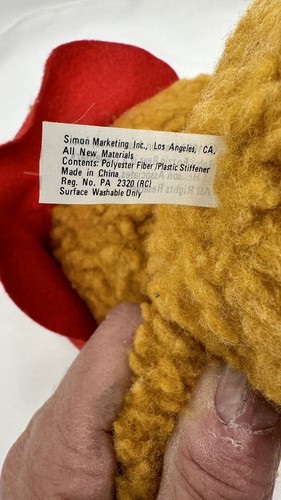 Simon Marketing Inc., Los Angeles, CA,
All New Materials
Contents: Polyester Fiber/Plastic Stiffener
Made in China
Reg. No. PA 2320 (RC)
Surface Washable Only